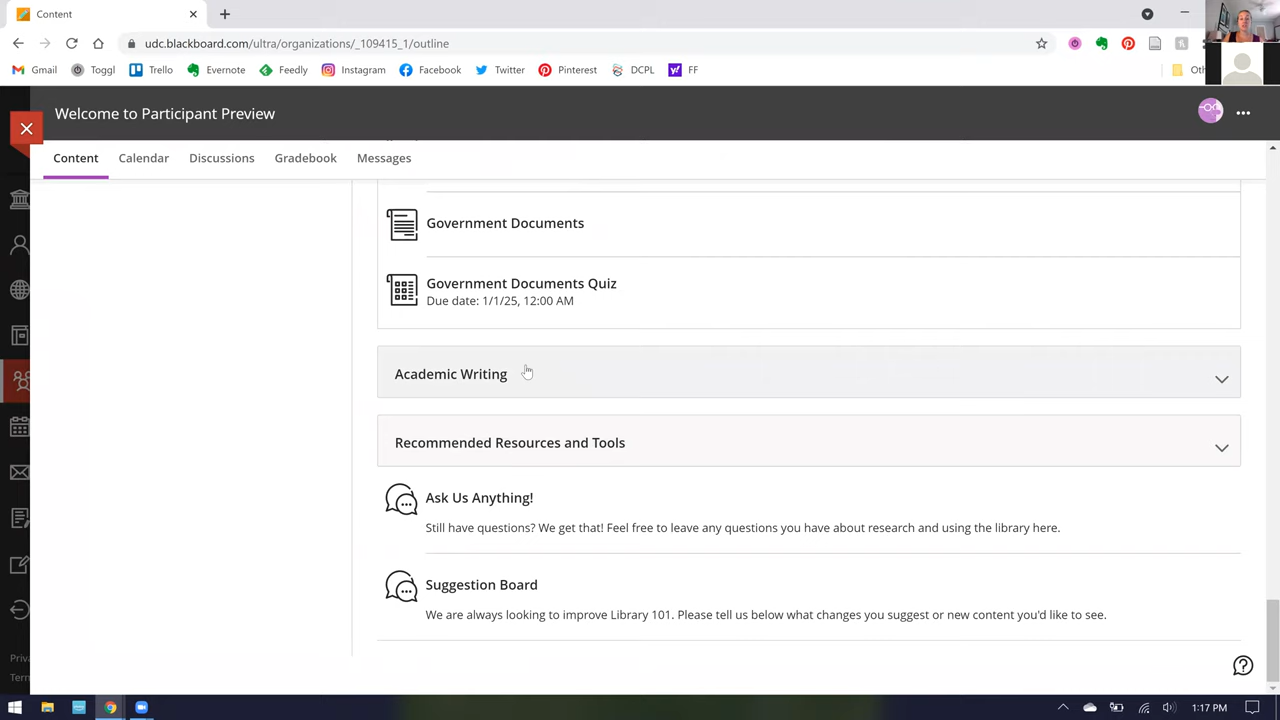 Content
udc.blackboard.com/ultra/organizations/_109415_1/outline
Gmail Toggl Trello Evernote Feedly Instagram Facebook Twitter Pinterest DCPL FF
Welcome to Participant Preview
Content Calendar Discussions Gradebook Messages
Government Documents
Government Documents Quiz
Due date: 1/1/25, 12:00 AM
Academic Writing
Recommended Resources and Tools
Ask Us Anything!
Still have questions? We get that! Feel free to leave any questions you have about research and using the library here.
Suggestion Board
We are always looking to improve Library 101. Please tell us below what changes you suggest or new content you'd like to see.
1:17 PM